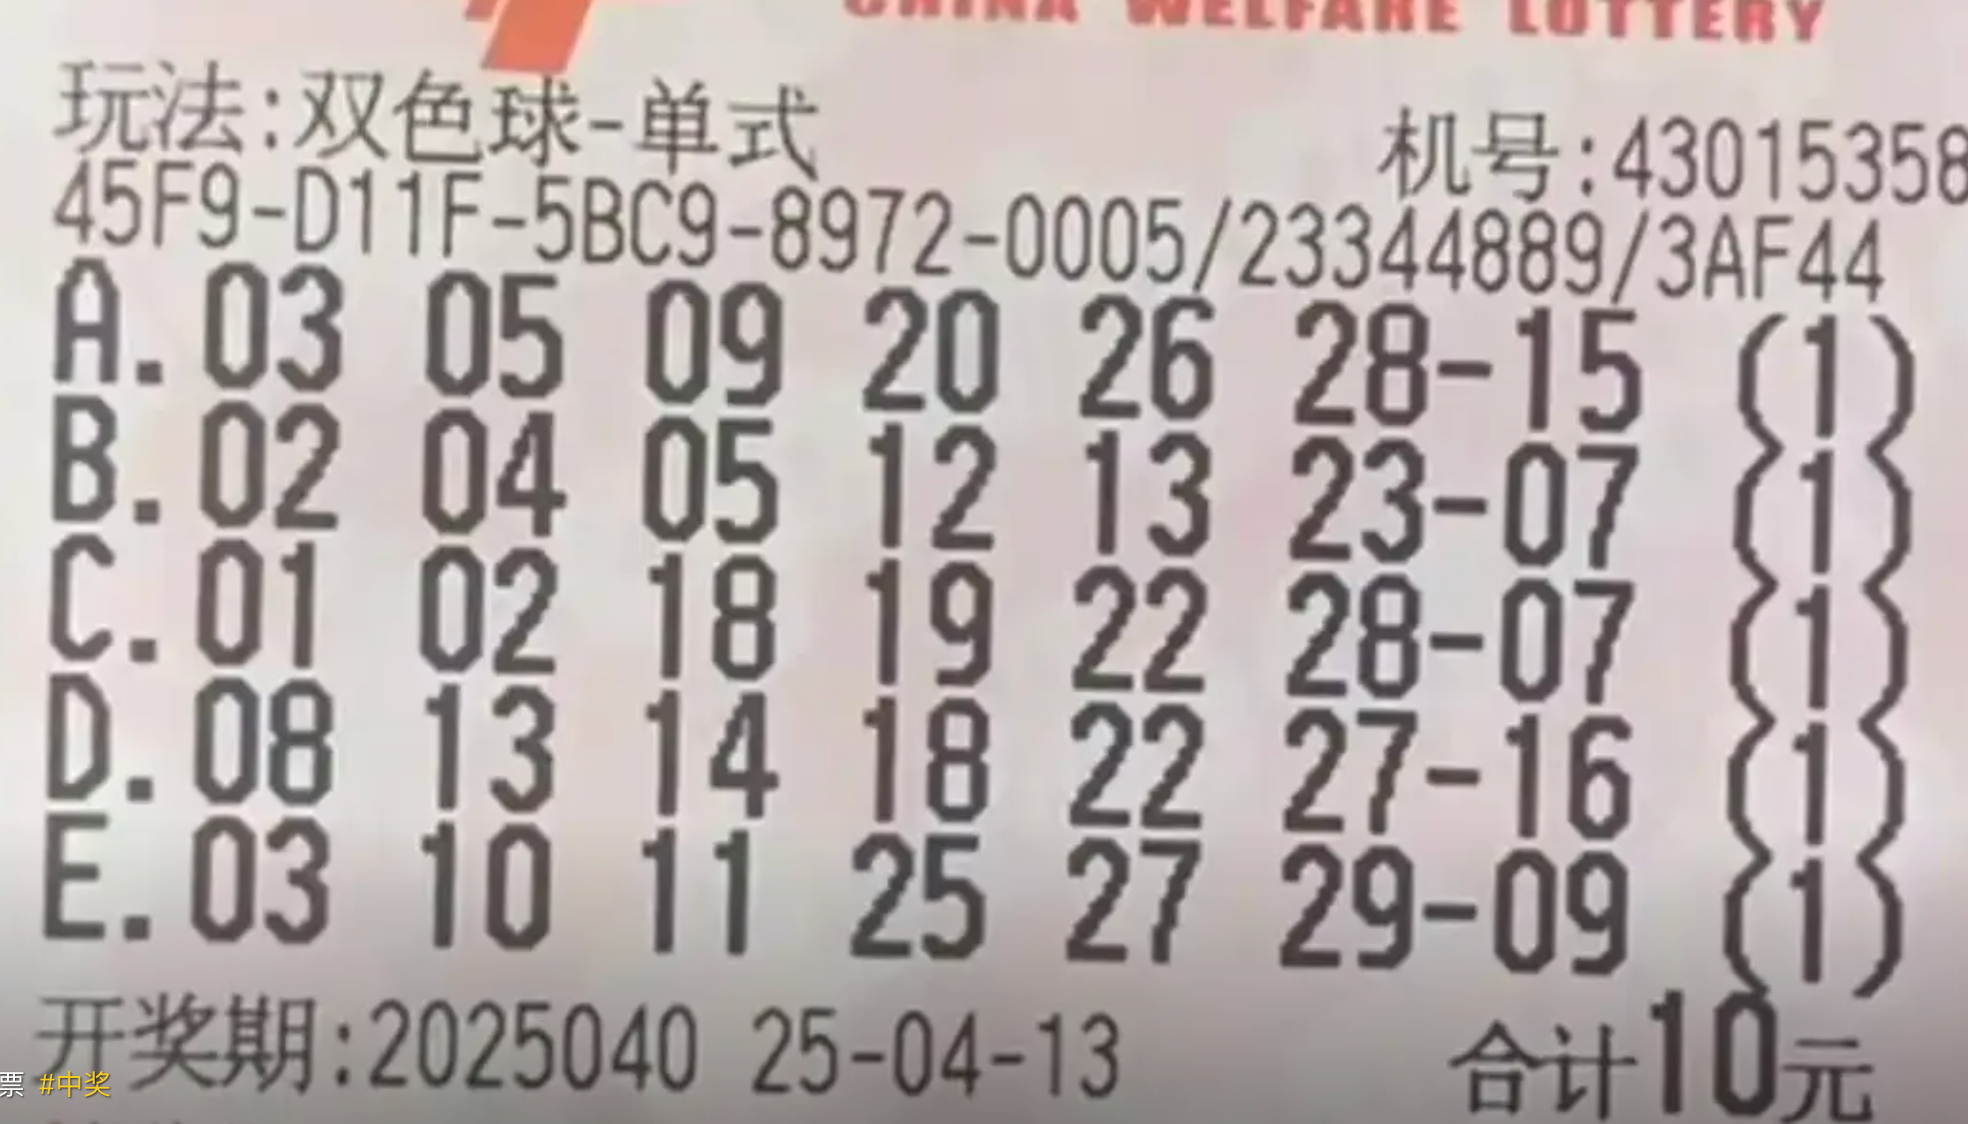 CHINA WELFARE LOTTERY
玩法:双色球-单式
机号:43015358
45F9-D11F-5BC9-8972-0005/23344889/3AF44
A.03 05 09 20 26 28-15 (1)
B.02 04 05 12 13 23-07 (1)
C.01 02 18 19 22 28-07 (1)
D.08 13 14 18 22 27-16 (1)
E.03 10 11 25 27 29-09 (1)
开奖期:2025040 25-04-13
合计10元
票 #中奖